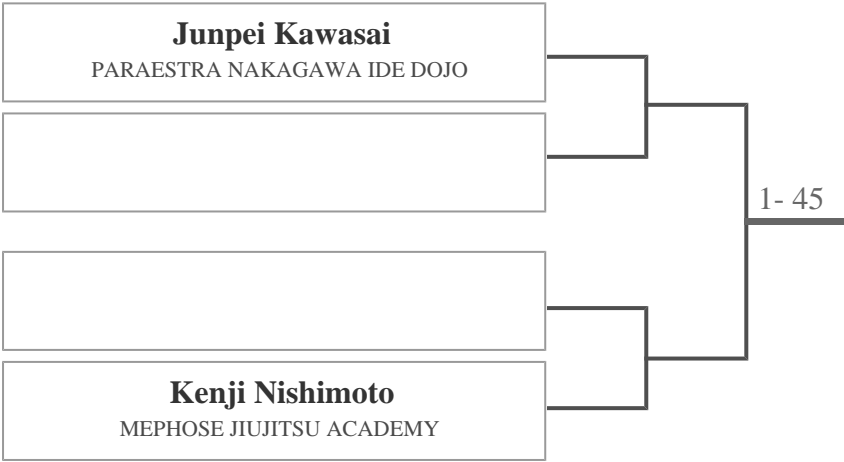 Junpei Kawasai
PARAESTRA NAKAGAWA IDE DOJO
1- 45
Kenji Nishimoto
MEPHOSE JIUJITSU ACADEMY